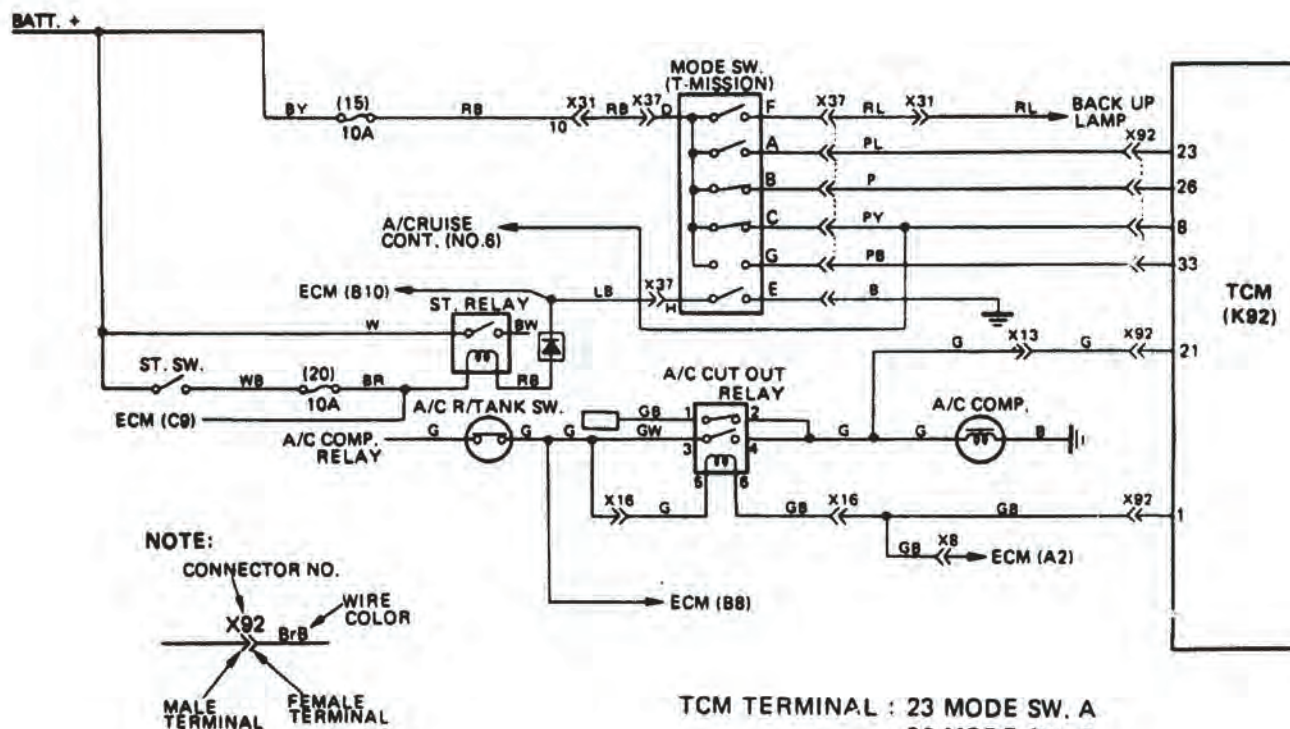 BATT. +
MODE SW.
(T-MISSION)
(15)
BY
10A
RB
X31
10
RB
X37
D
F
X37
RL
X31
RL
BACK UP
LAMP
X92
A
PL
23
B
P
26
A/CRUISE
CONT. (NO.6)
C
PY
8
G
PB
33
ECM (B10)
LB
X37
H
E
B
TCM
(K92)
ST. RELAY
W
BW
X13
X92
G
G
21
ST. SW.
WB
(20)
10A
BR
RB
A/C CUT OUT
RELAY
A/C COMP.
ECM (C9)
A/C R/TANK SW.
GB
1
2
A/C COMP.
RELAY
G
G
G
GW
3
4
G
G
B
5
6
X16
G
GB
X16
GB
X92
1
GB
X8
ECM (A2)
ECM (B8)
NOTE:
CONNECTOR NO.
WIRE
COLOR
X92
BrB
MALE
TERMINAL
FEMALE
TERMINAL
TCM TERMINAL : 23 MODE SW. A